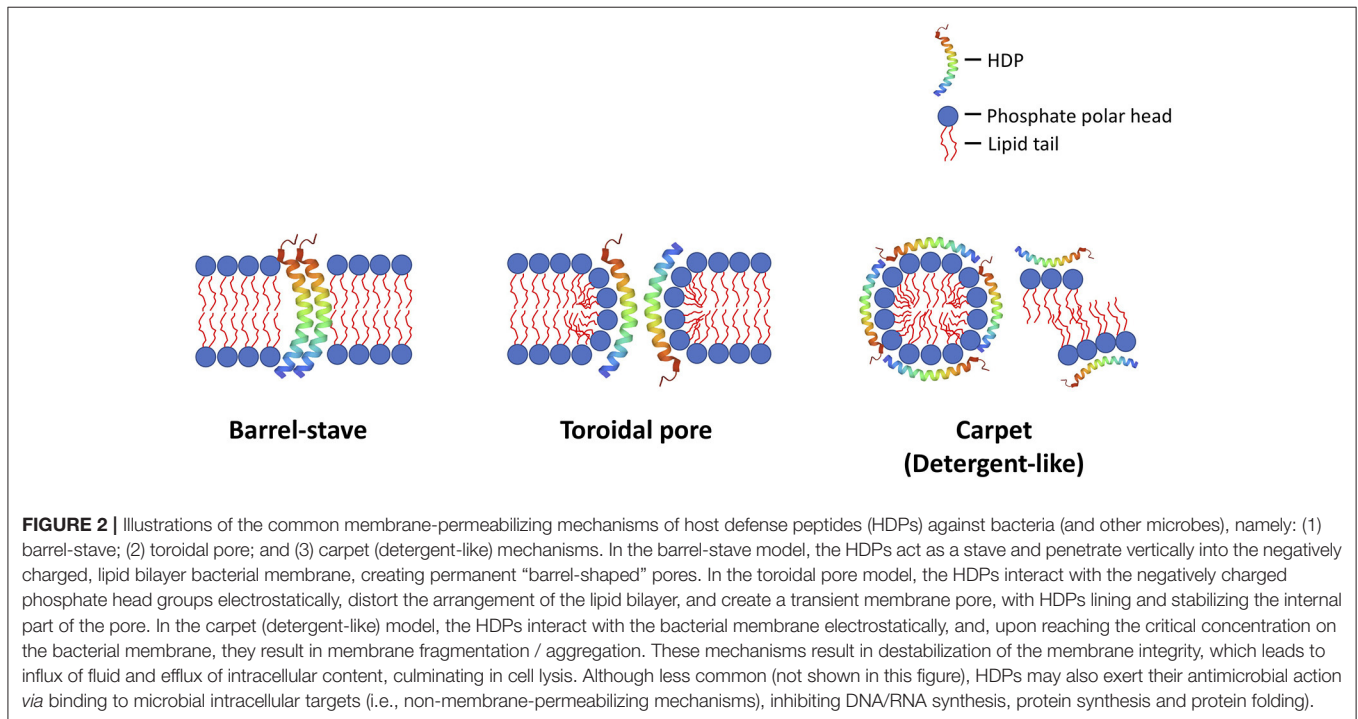 HDP
Phosphate polar head
Lipid tail
Barrel-stave
Toroidal pore
Carpet
(Detergent-like)
FIGURE 2 | Illustrations of the common membrane-permeabilizing mechanisms of host defense peptides (HDPs) against bacteria (and other microbes), namely: (1)
barrel-stave; (2) toroidal pore; and (3) carpet (detergent-like) mechanisms. In the barrel-stave model, the HDPs act as a stave and penetrate vertically into the negatively
charged, lipid bilayer bacterial membrane, creating permanent “barrel-shaped” pores. In the toroidal pore model, the HDPs interact with the negatively charged
phosphate head groups electrostatically, distort the arrangement of the lipid bilayer, and create a transient membrane pore, with HDPs lining and stabilizing the internal
part of the pore. In the carpet (detergent-like) model, the HDPs interact with the bacterial membrane electrostatically, and, upon reaching the critical concentration on
the bacterial membrane, they result in membrane fragmentation / aggregation. These mechanisms result in destabilization of the membrane integrity, which leads to
influx of fluid and efflux of intracellular content, culminating in cell lysis. Although less common (not shown in this figure), HDPs may also exert their antimicrobial action
via binding to microbial intracellular targets (i.e., non-membrane-permeabilizing mechanisms), inhibiting DNA/RNA synthesis, protein synthesis and protein folding).